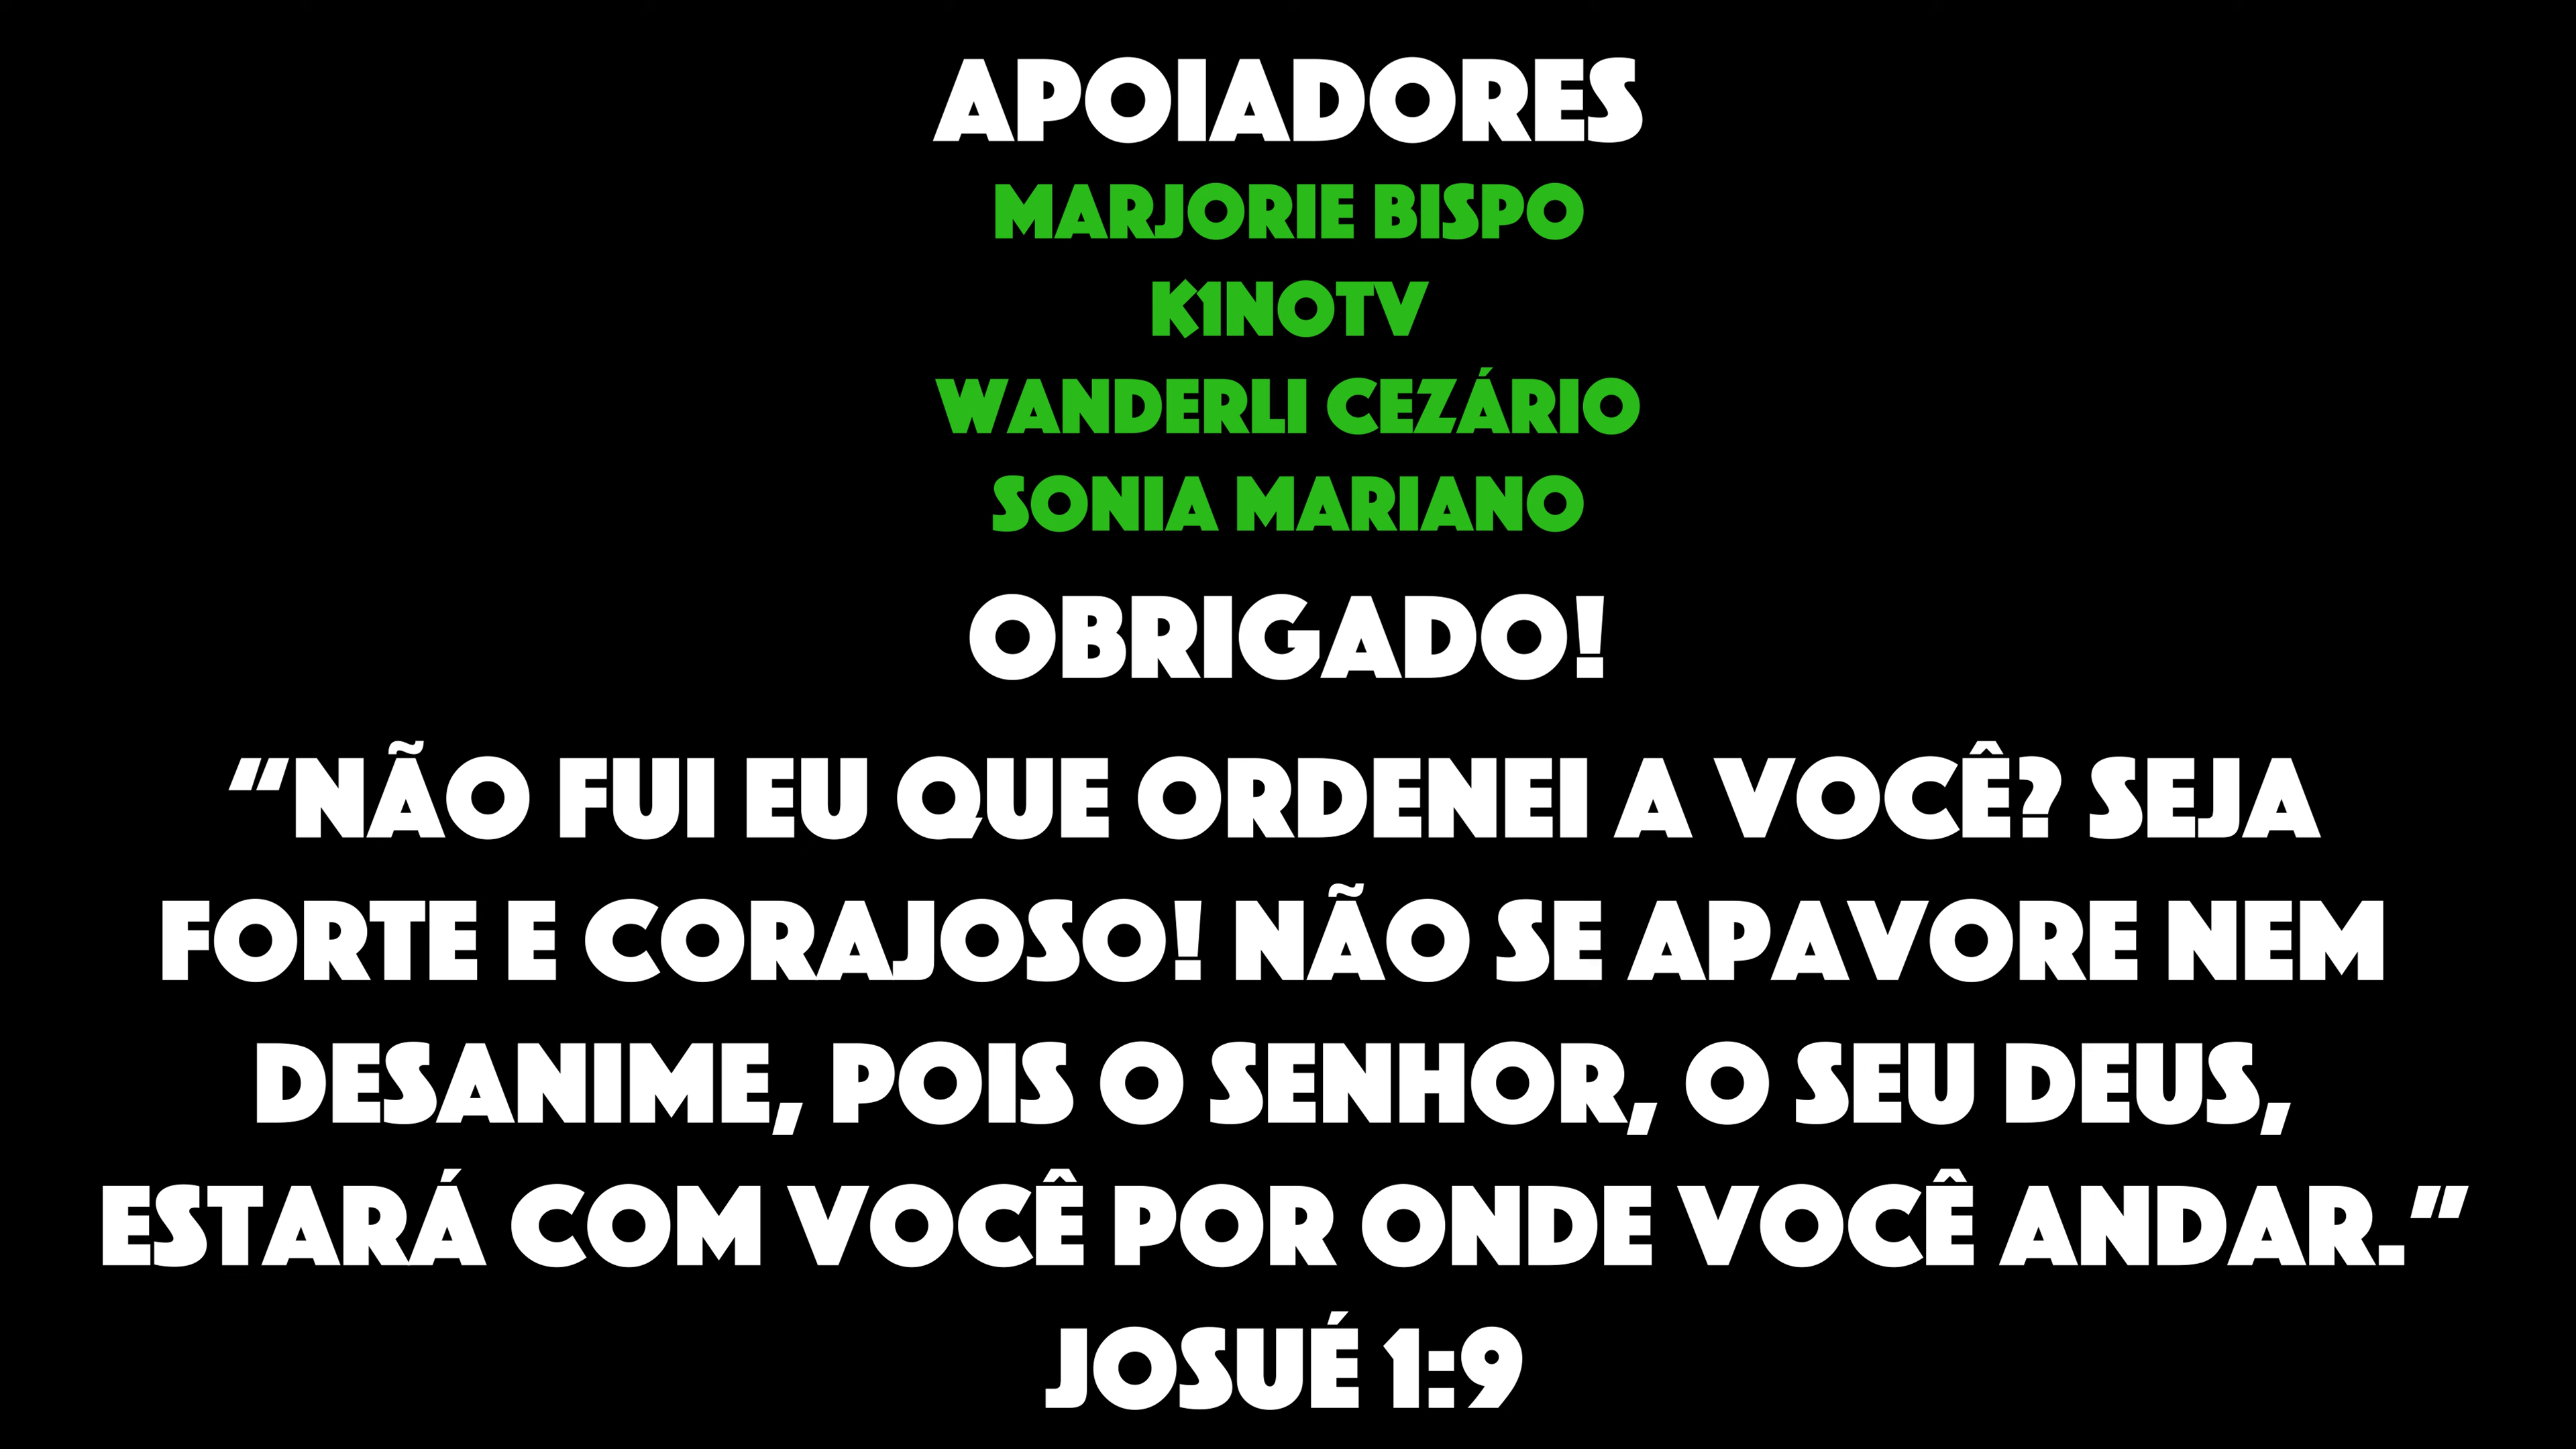 APOIADORES
MARJORIE BISPO
K1NOTV
WANDERLI CEZÁRIO
SONIA MARIANO
OBRIGADO!
“NÃO FUI EU QUE ORDENEI A VOCÊ? SEJA
FORTE E CORAJOSO! NÃO SE APAVORE NEM
DESANIME, POIS O SENHOR, O SEU DEUS,
ESTARÁ COM VOCÊ POR ONDE VOCÊ ANDAR.”
JOSUÉ 1:9